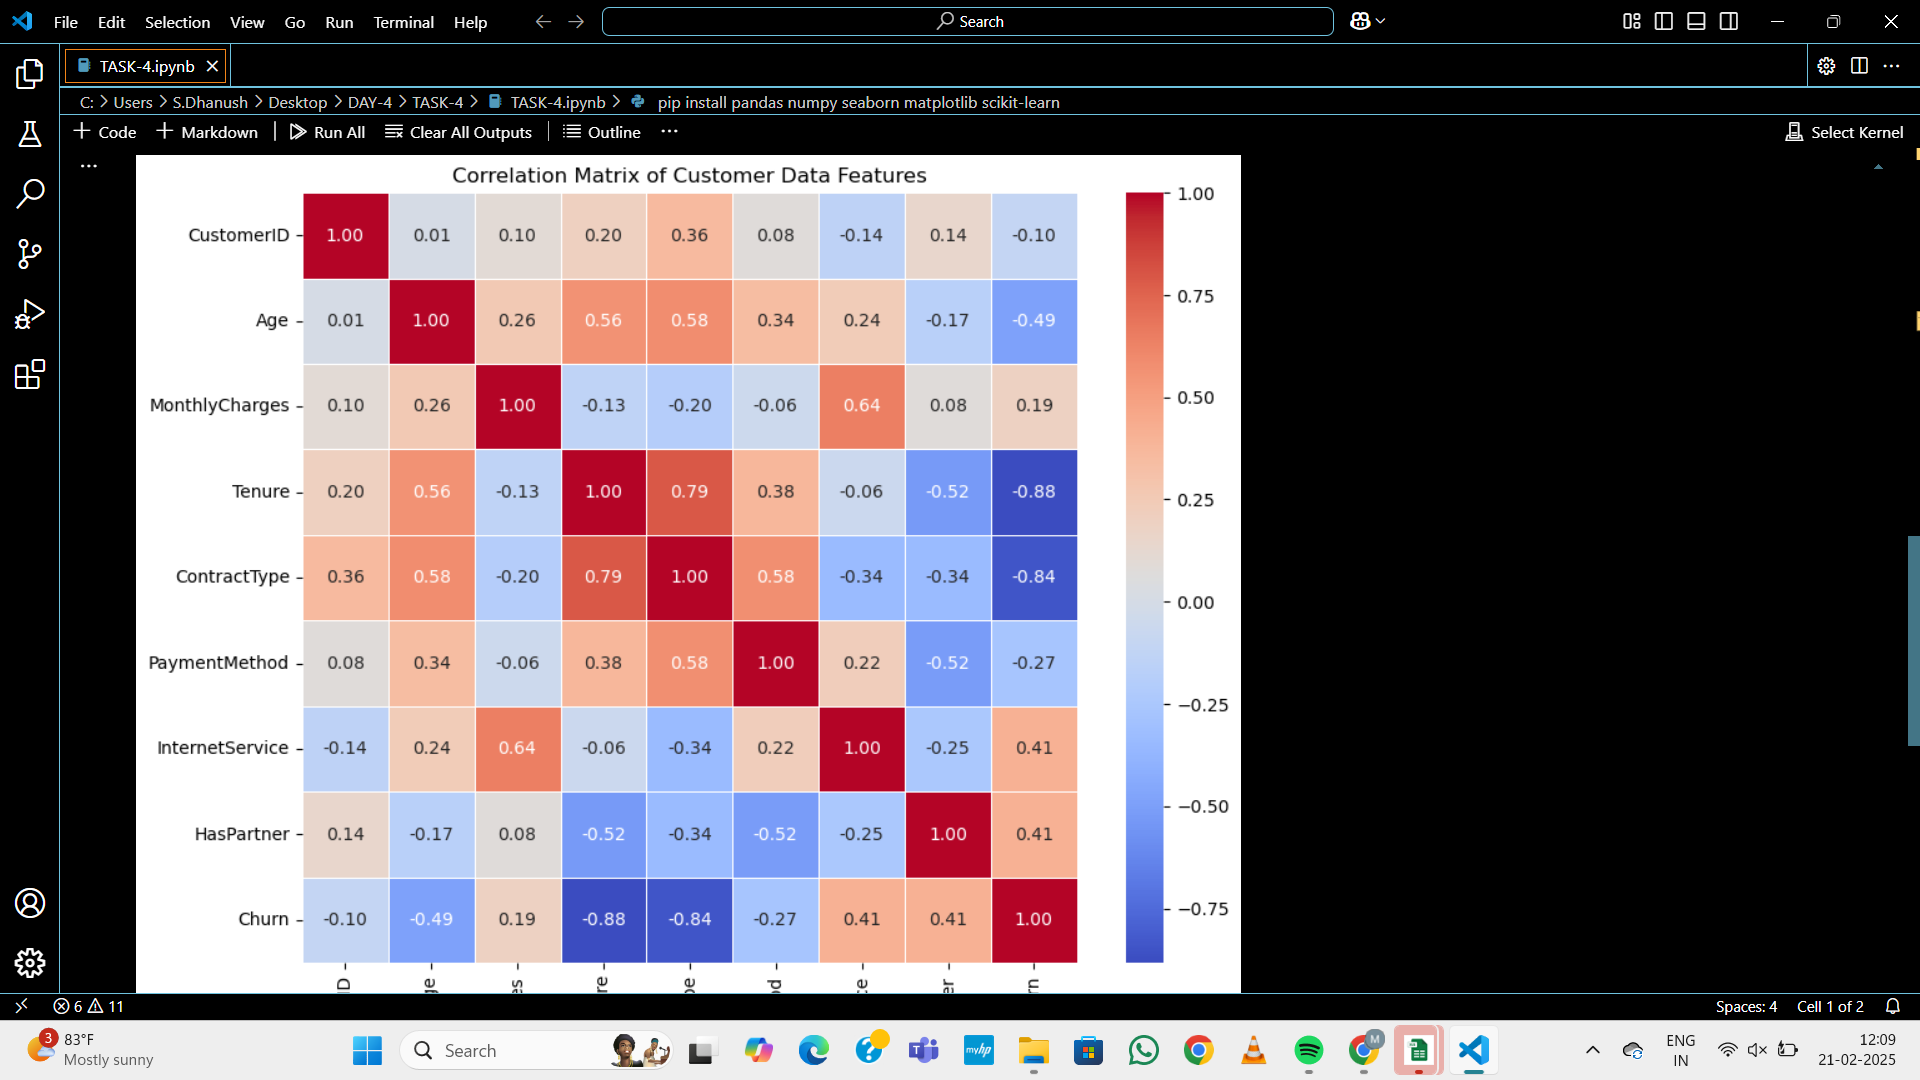 File Edit Selection View Go Run Terminal Help Search
TASK-4.ipynb
C: > Users > S.Dhanush > Desktop > DAY-4 > TASK-4 > TASK-4.ipynb > pip install pandas numpy seaborn matplotlib scikit-learn
+ Code + Markdown | Run All Clear All Outputs | Outline ... Select Kernel
...
Correlation Matrix of Customer Data Features
CustomerID 1.00 0.01 0.10 0.20 0.36 0.08 -0.14 0.14 -0.10
Age 0.01 1.00 0.26 0.56 0.58 0.34 0.24 -0.17 -0.49
MonthlyCharges 0.10 0.26 1.00 -0.13 -0.20 -0.06 0.64 0.08 0.19
Tenure 0.20 0.56 -0.13 1.00 0.79 0.38 -0.06 -0.52 -0.88
ContractType 0.36 0.58 -0.20 0.79 1.00 0.58 -0.34 -0.34 -0.84
PaymentMethod 0.08 0.34 -0.06 0.38 0.58 1.00 0.22 -0.52 -0.27
InternetService -0.14 0.24 0.64 -0.06 -0.34 0.22 1.00 -0.25 0.41
HasPartner 0.14 -0.17 0.08 -0.52 -0.34 -0.52 -0.25 1.00 0.41
Churn -0.10 -0.49 0.19 -0.88 -0.84 -0.27 0.41 0.41 1.00
ID ge es re pe d ce er rn
1.00
0.75
0.50
0.25
0.00
−0.25
−0.50
−0.75
6 11 Spaces: 4 Cell 1 of 2
3
83°F
Mostly sunny
Search
myhp
M
ENG
IN
12:09
21-02-2025